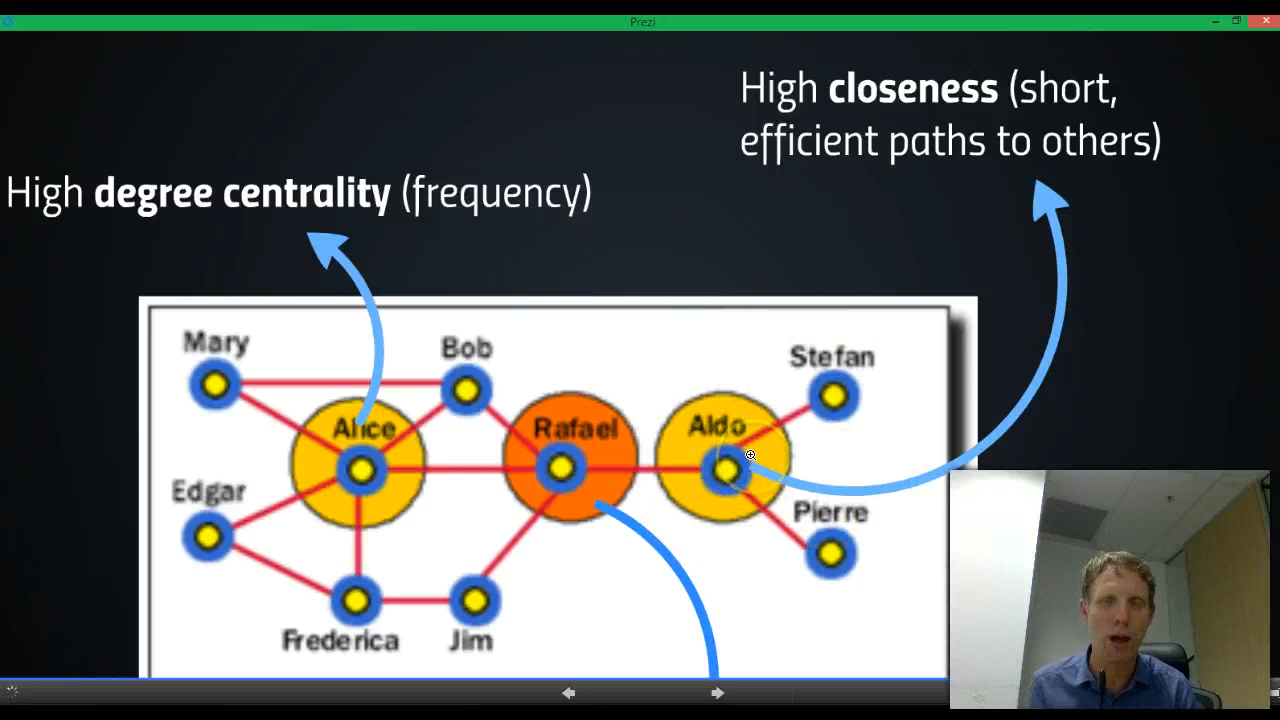 Prezi
High closeness (short,
efficient paths to others)
High degree centrality (frequency)
Mary
Bob
Stefan
Alice
Rafael
Aldo
Edgar
Pierre
Frederica
Jim